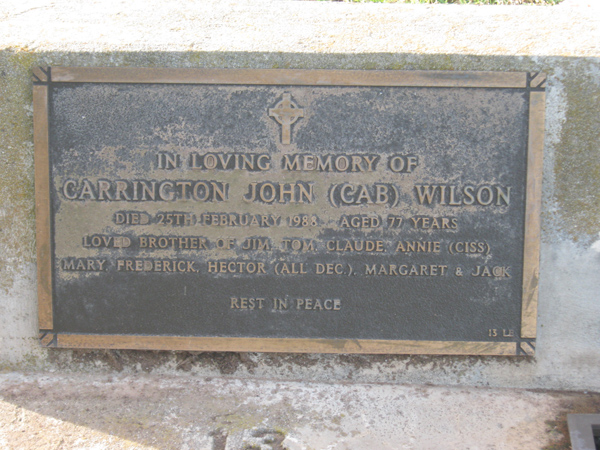 IN LOVING MEMORY OF
CARRINGTON JOHN (CAB) WILSON
DIED 25TH FEBRUARY 1988 AGED 77 YEARS
LOVED BROTHER OF JIM, TOM, CLAUDE, ANNIE (CISS)
MARY, FREDERICK, HECTOR (ALL DEC.), MARGARET & JACK
REST IN PEACE
13